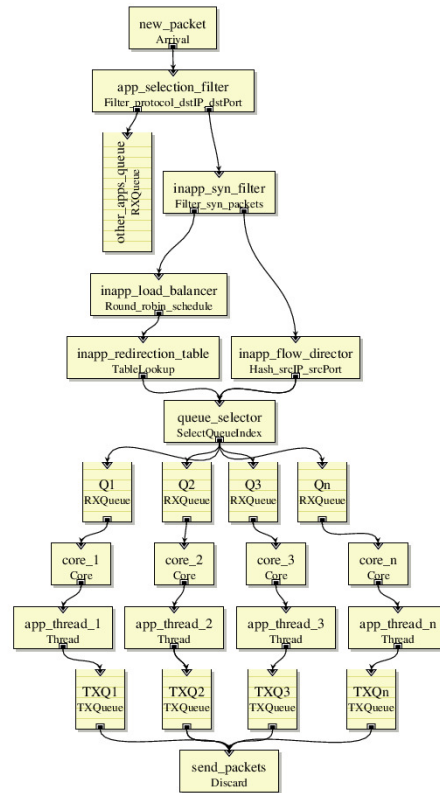 new_packet
Arrival
app_selection_filter
Filter_protocol_dstIP_dstPort
other_apps_queue
RXQueue
inapp_syn_filter
Filter_syn_packets
inapp_load_balancer
Round_robin_schedule
inapp_redirection_table
TableLookup
inapp_flow_director
Hash_srcIP_srcPort
queue_selector
SelectQueueIndex
Q1 Q2 Q3 Qn
RXQueue RXQueue RXQueue RXQueue
core_1 core_2 core_3 core_n
Core Core Core Core
app_thread_1 app_thread_2 app_thread_3 app_thread_n
Thread Thread Thread Thread
TXQ1 TXQ2 TXQ3 TXQn
TXQueue TXQueue TXQueue TXQueue
send_packets
Discard